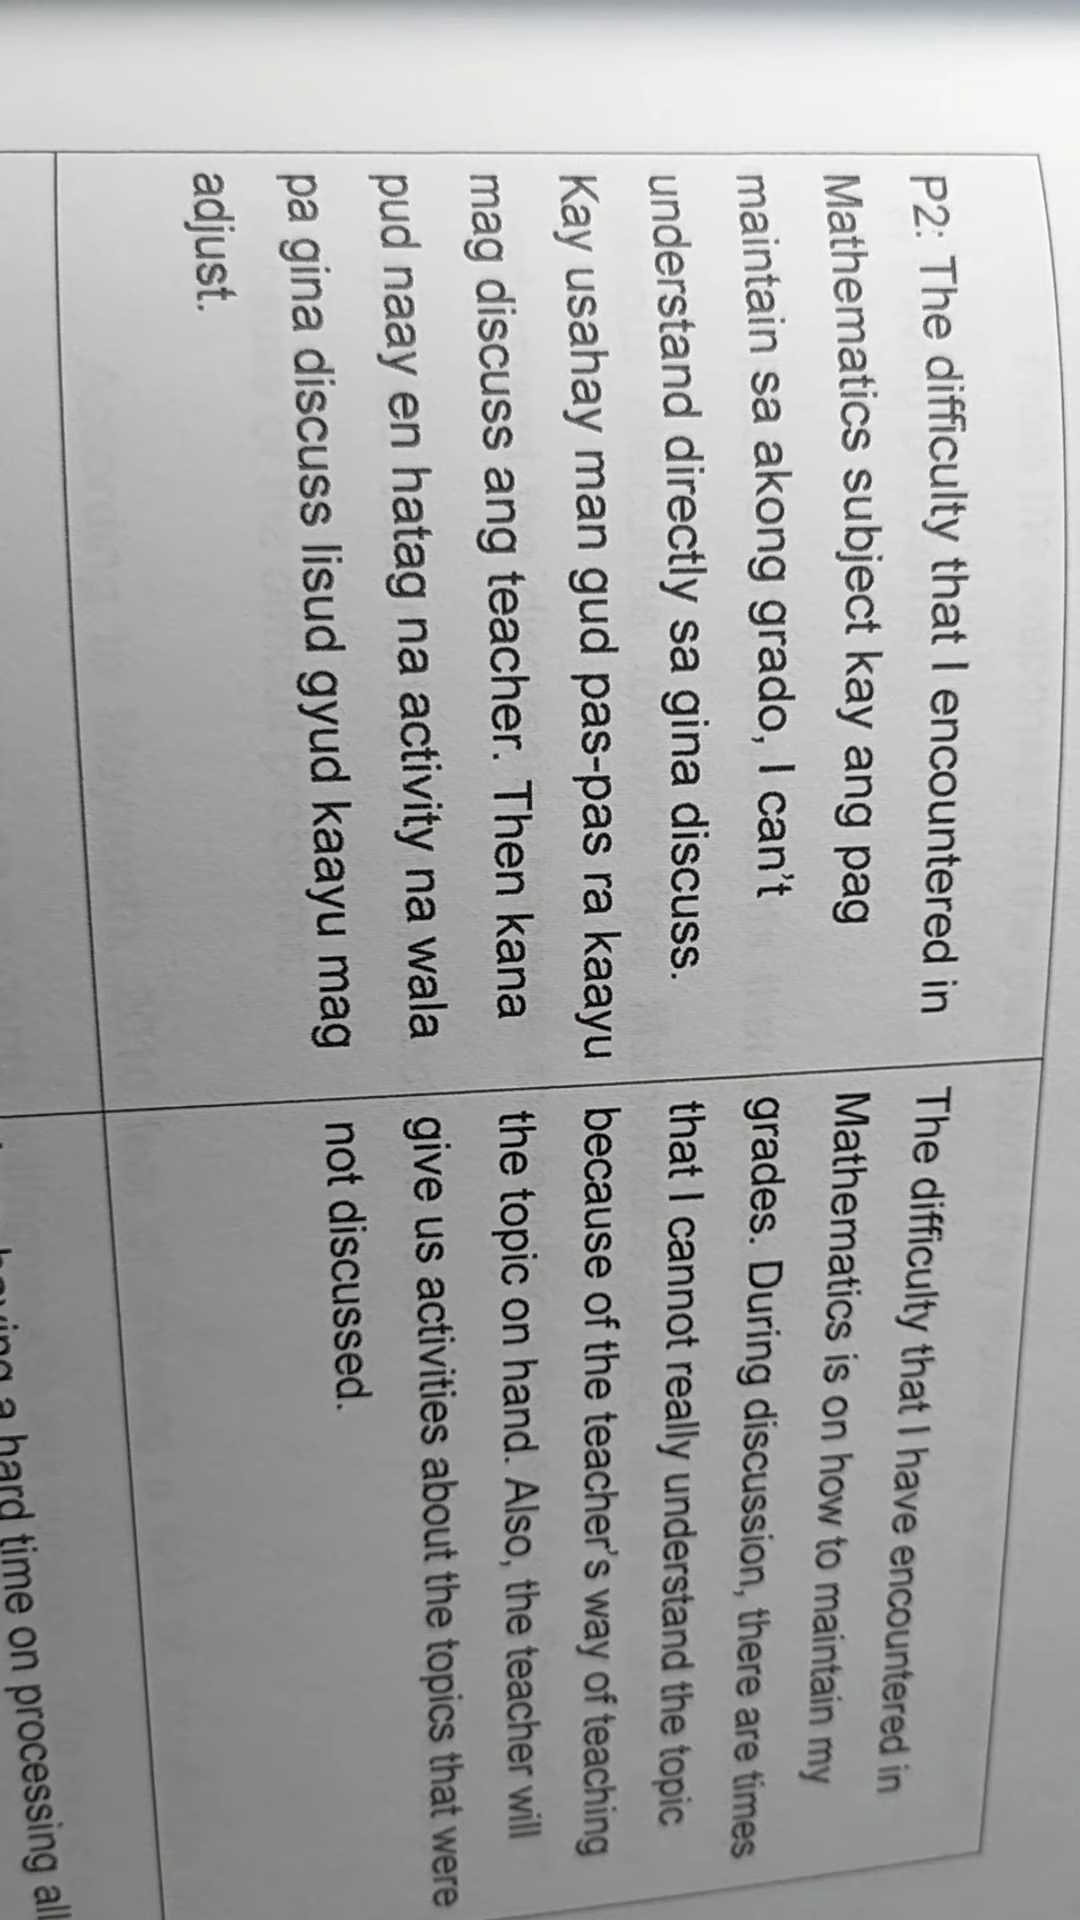 P2: The difficulty that I encountered in
Mathematics subject kay ang pag
maintain sa akong grado, I can't
understand directly sa gina discuss.
Kay usahay man gud pas-pas ra kaayu
mag discuss ang teacher. Then kana
pud naay en hatag na activity na wala
pa gina discuss lisud gyud kaayu mag
adjust.
The difficulty that I have encountered in
Mathematics is on how to maintain my
grades. During discussion, there are times
that I cannot really understand the topic
because of the teacher's way of teaching
the topic on hand. Also, the teacher will
give us activities about the topics that were
not discussed.
a hard time on processing all